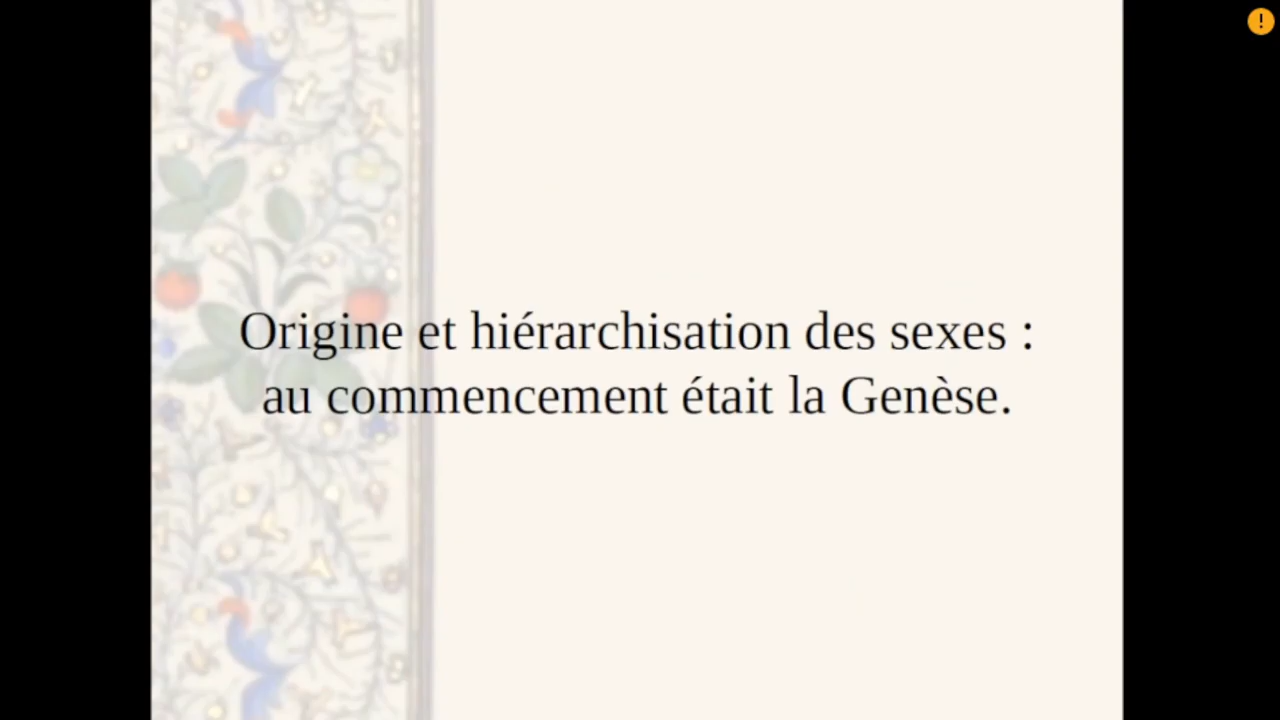 Origine et hiérarchisation des sexes :
au commencement était la Genèse.